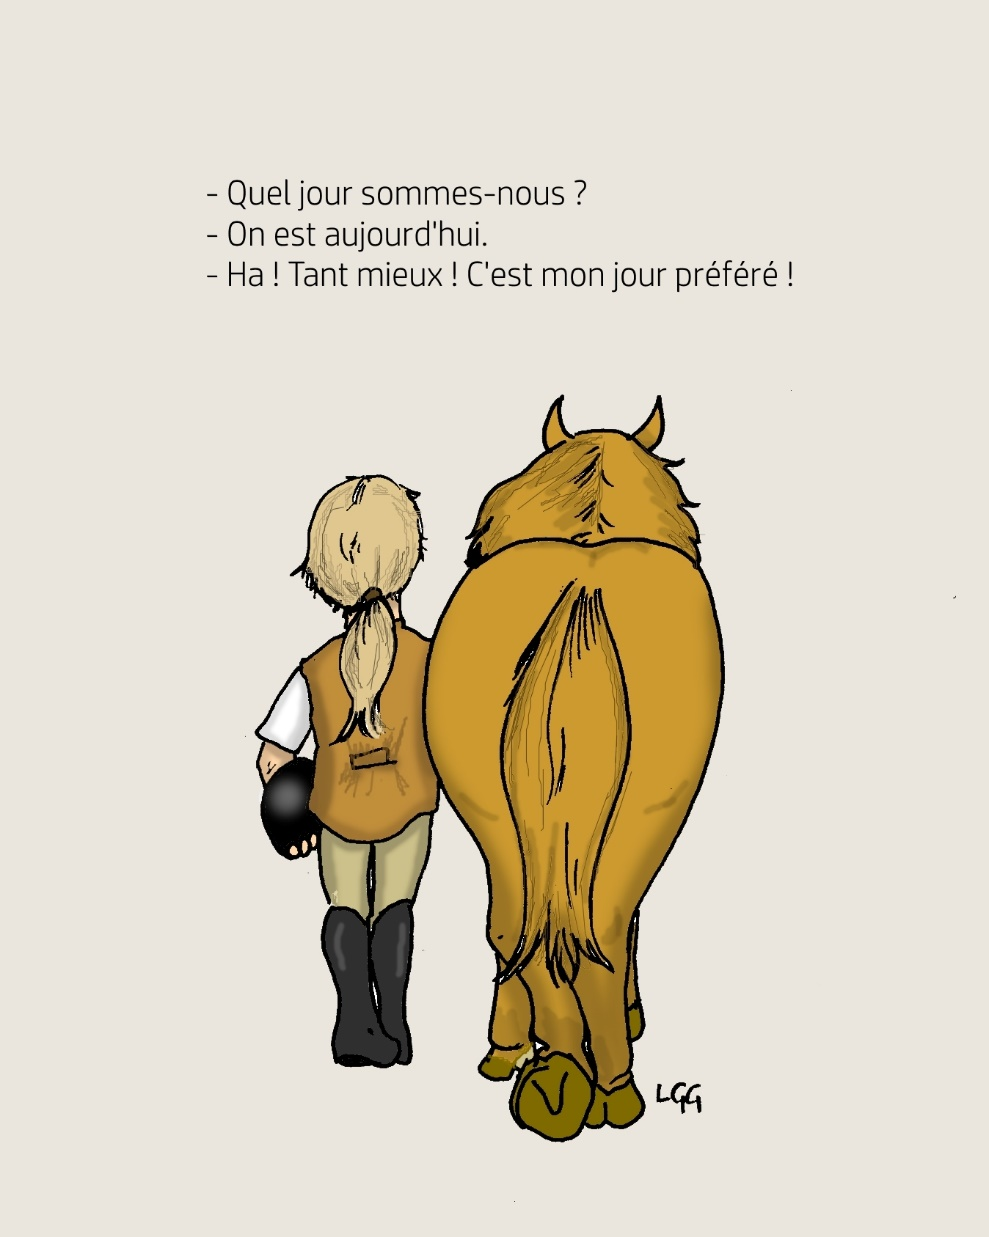 - Quel jour sommes-nous ?
- On est aujourd'hui.
- Ha ! Tant mieux ! C'est mon jour préféré !
LGG